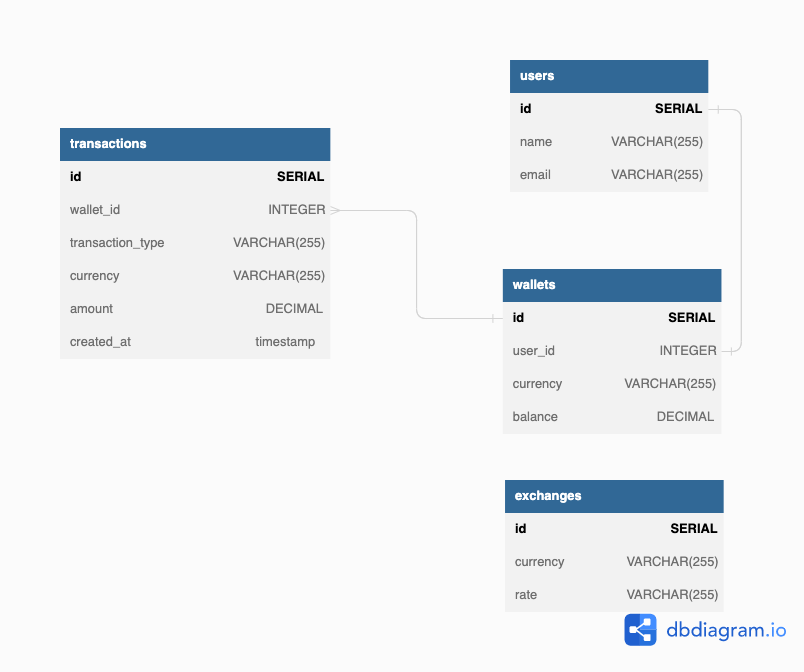 users
id SERIAL
name VARCHAR(255)
email VARCHAR(255)
transactions
id SERIAL
wallet_id INTEGER
transaction_type VARCHAR(255)
currency VARCHAR(255)
amount DECIMAL
created_at timestamp
wallets
id SERIAL
user_id INTEGER
currency VARCHAR(255)
balance DECIMAL
exchanges
id SERIAL
currency VARCHAR(255)
rate VARCHAR(255)
dbdiagram.io